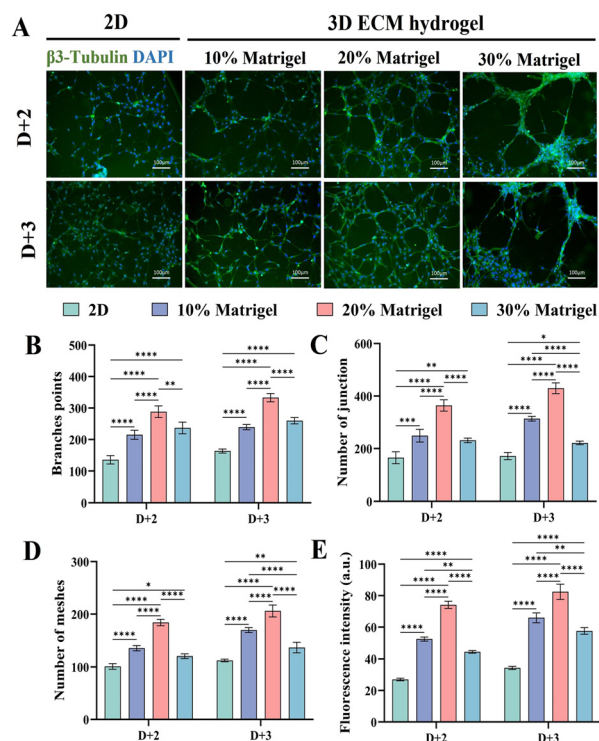 A
2D
3D ECM hydrogel
β3-Tubulin DAPI
10% Matrigel
20% Matrigel
30% Matrigel
D+2
100μm
100μm
100μm
100μm
D+3
100μm
100μm
100μm
100μm
2D
10% Matrigel
20% Matrigel
30% Matrigel
B
Branches points
500
400
300
200
100
0
****
****
****
****
**
****
****
****
****
****
D+2
D+3
C
Number of junction
600
400
200
0
**
****
****
***
****
*
****
****
****
****
D+2
D+3
D
Number of meshes
300
200
100
0
*
****
****
****
****
**
****
****
****
****
D+2
D+3
E
Fluorescence intensity (a.u.)
100
80
60
40
20
0
****
**
****
****
****
****
****
**
****
****
****
****
D+2
D+3